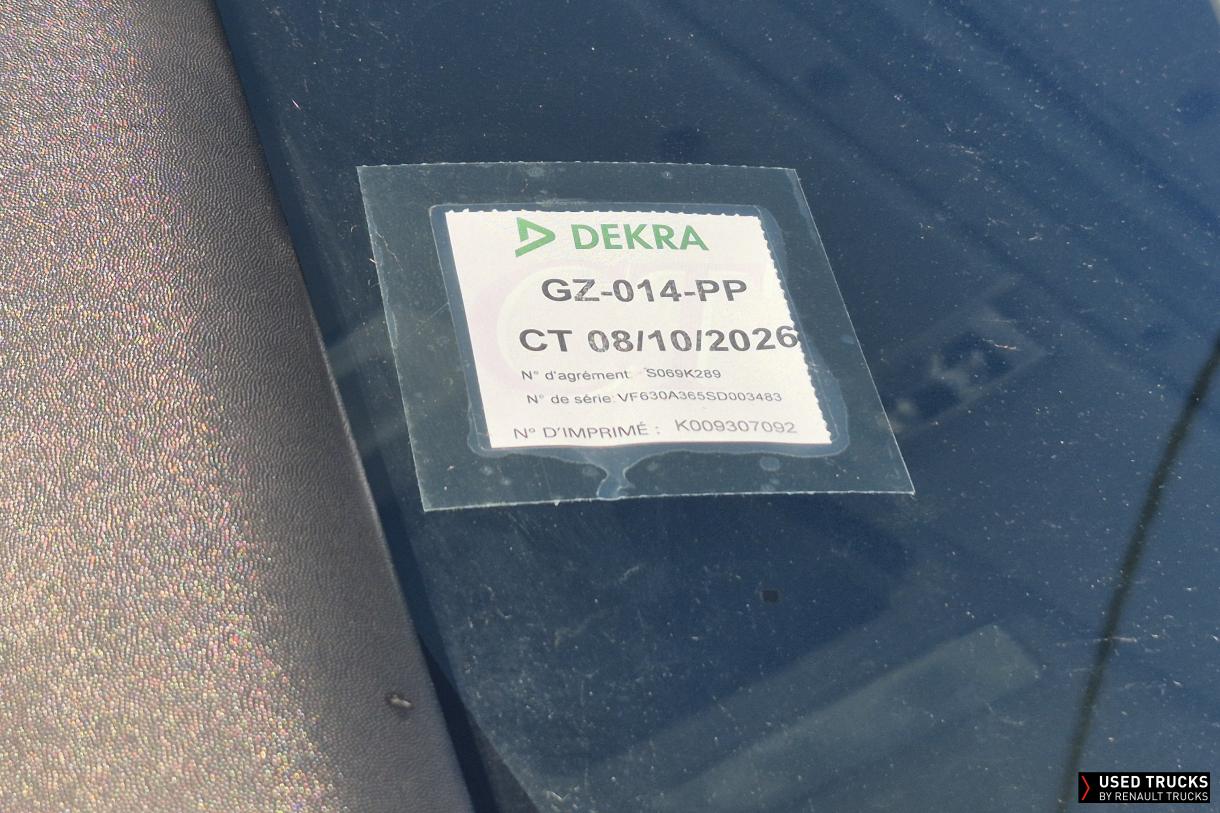 DEKRA
GZ-014-PP
CT 08/10/2026
N° d'agrément: S069K289
N° de série: VF630A365SD003483
N° D'IMPRIMÉ : K009307092
USED TRUCKS
BY RENAULT TRUCKS